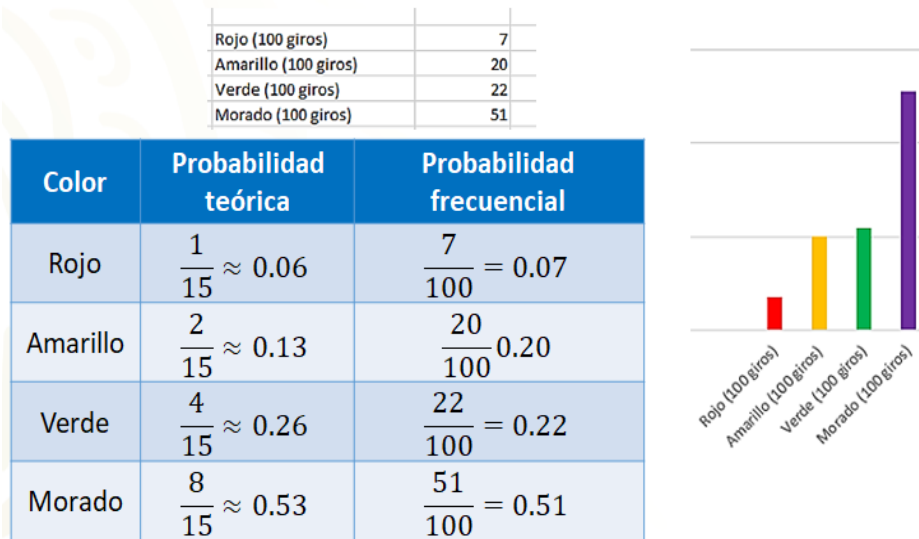 Rojo (100 giros) 7
Amarillo (100 giros) 20
Verde (100 giros) 22
Morado (100 giros) 51
Color Probabilidad teórica Probabilidad frecuencial
Rojo 1/15 ≈ 0.06 7/100 = 0.07
Amarillo 2/15 ≈ 0.13 20/100 0.20
Verde 4/15 ≈ 0.26 22/100 = 0.22
Morado 8/15 ≈ 0.53 51/100 = 0.51
Rojo (100 giros)
Amarillo (100 giros)
Verde (100 giros)
Morado (100 giros)